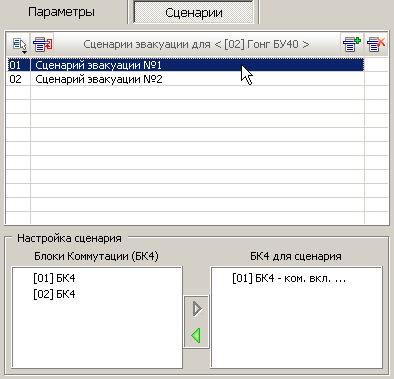 Параметры
Сценарии
Сценарии эвакуации для < [02] Гонг БУ40 >
01 Сценарий эвакуации №1
02 Сценарий эвакуации №2
Настройка сценария
Блоки Коммутации (БК4)
БК4 для сценария
[01] БК4
[02] БК4
[01] БК4 - ком. вкл. ...